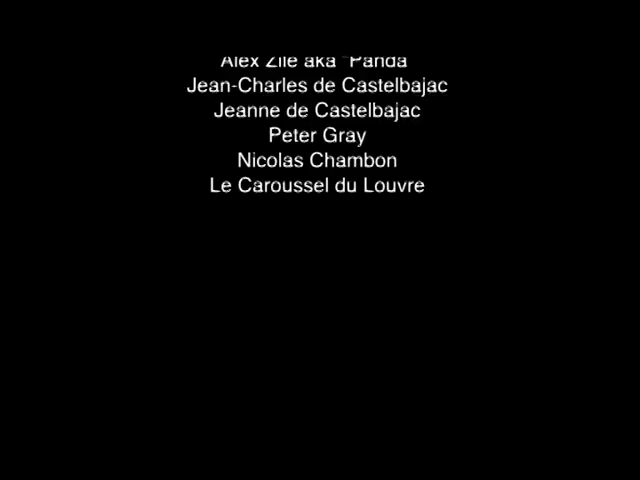 Alex Zile aka "Panda
Jean-Charles de Castelbajac
Jeanne de Castelbajac
Peter Gray
Nicolas Chambon
Le Caroussel du Louvre